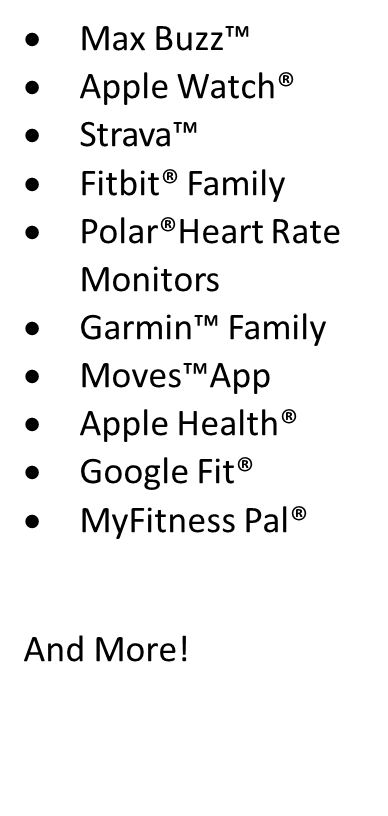 • Max Buzz™
• Apple Watch®
• Strava™
• Fitbit® Family
• Polar®Heart Rate
Monitors
• Garmin™ Family
• Moves™App
• Apple Health®
• Google Fit®
• MyFitness Pal®
And More!